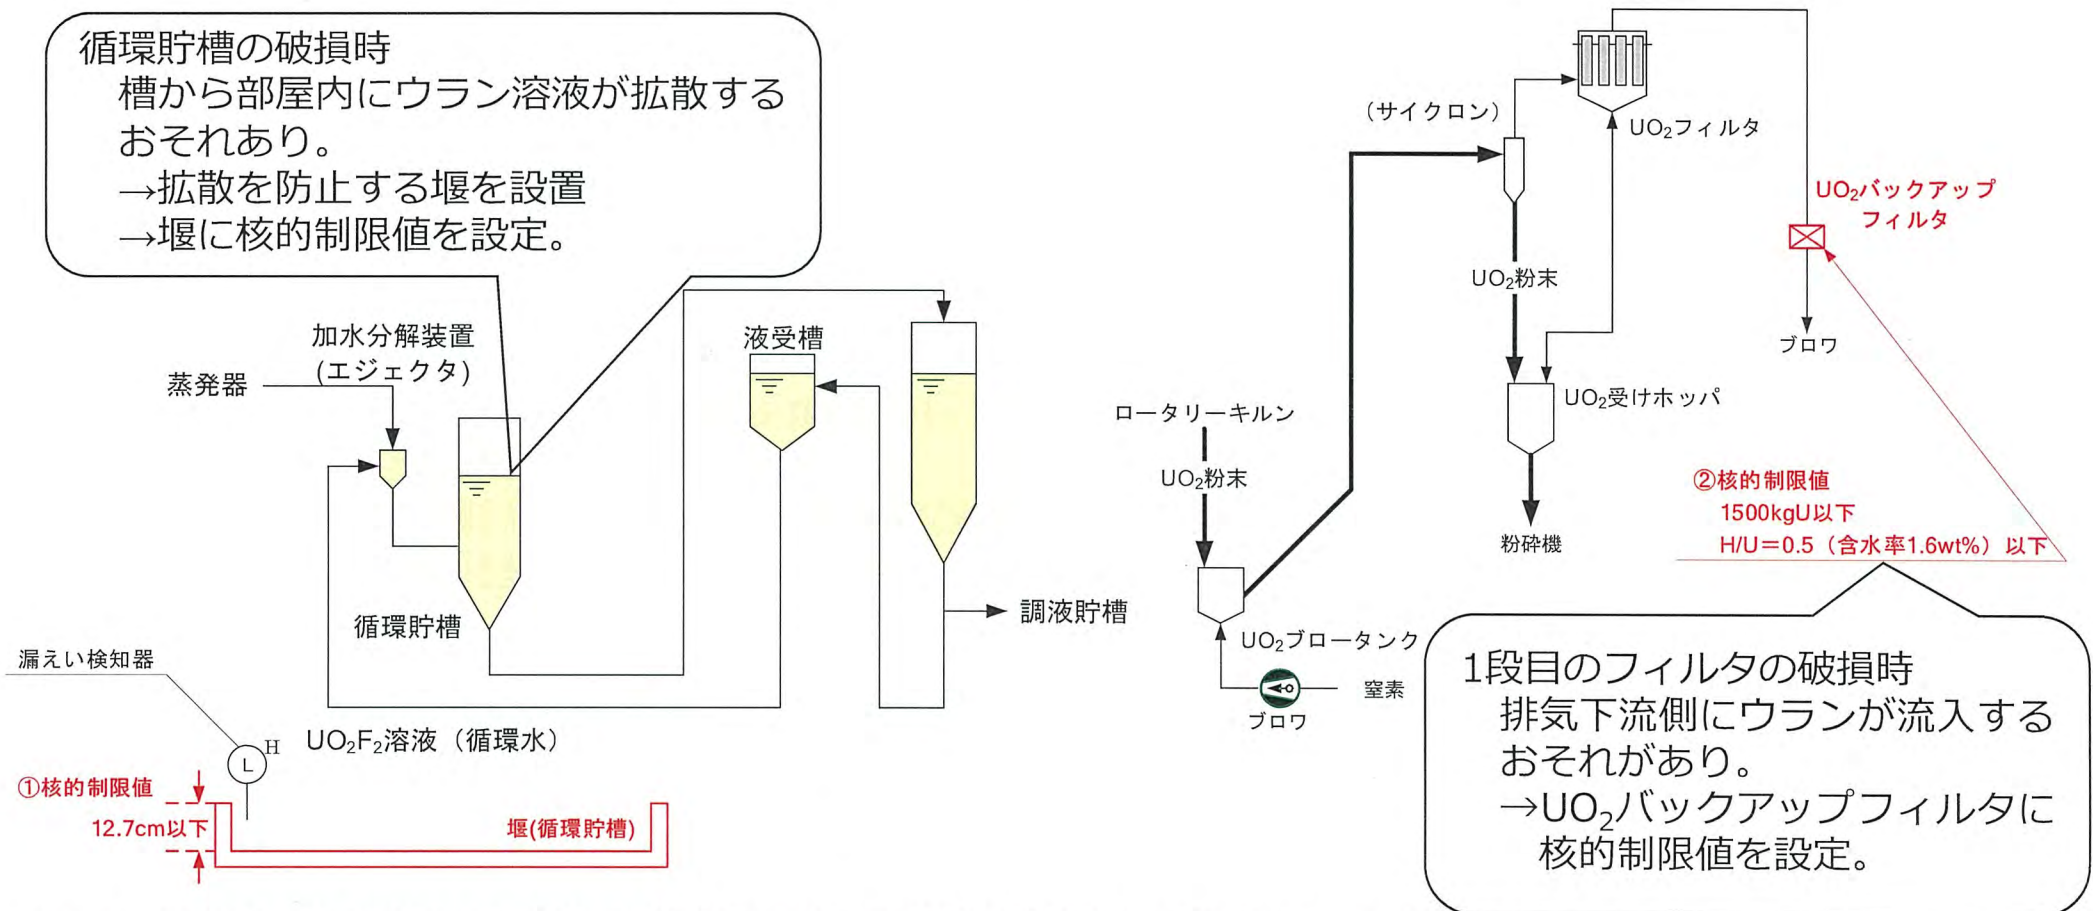 循環貯槽の破損時
槽から部屋内にウラン溶液が拡散する
おそれあり。
→拡散を防止する堰を設置
→堰に核的制限値を設定。
加水分解装置
(エジェクタ)
蒸発器
液受槽
循環貯槽
調液貯槽
漏えい検知器
H
L
UO₂F₂溶液（循環水）
①核的制限値
12.7cm以下
堰(循環貯槽)
（サイクロン）
UO₂フィルタ
UO₂バックアップ
フィルタ
UO₂粉末
ブロワ
UO₂受けホッパ
ロータリーキルン
UO₂粉末
粉砕機
UO₂ブロータンク
窒素
ブロワ
②核的制限値
1500kgU以下
H/U＝0.5（含水率1.6wt%）以下
1段目のフィルタの破損時
排気下流側にウランが流入する
おそれがあり。
→UO₂バックアップフィルタに
核的制限値を設定。